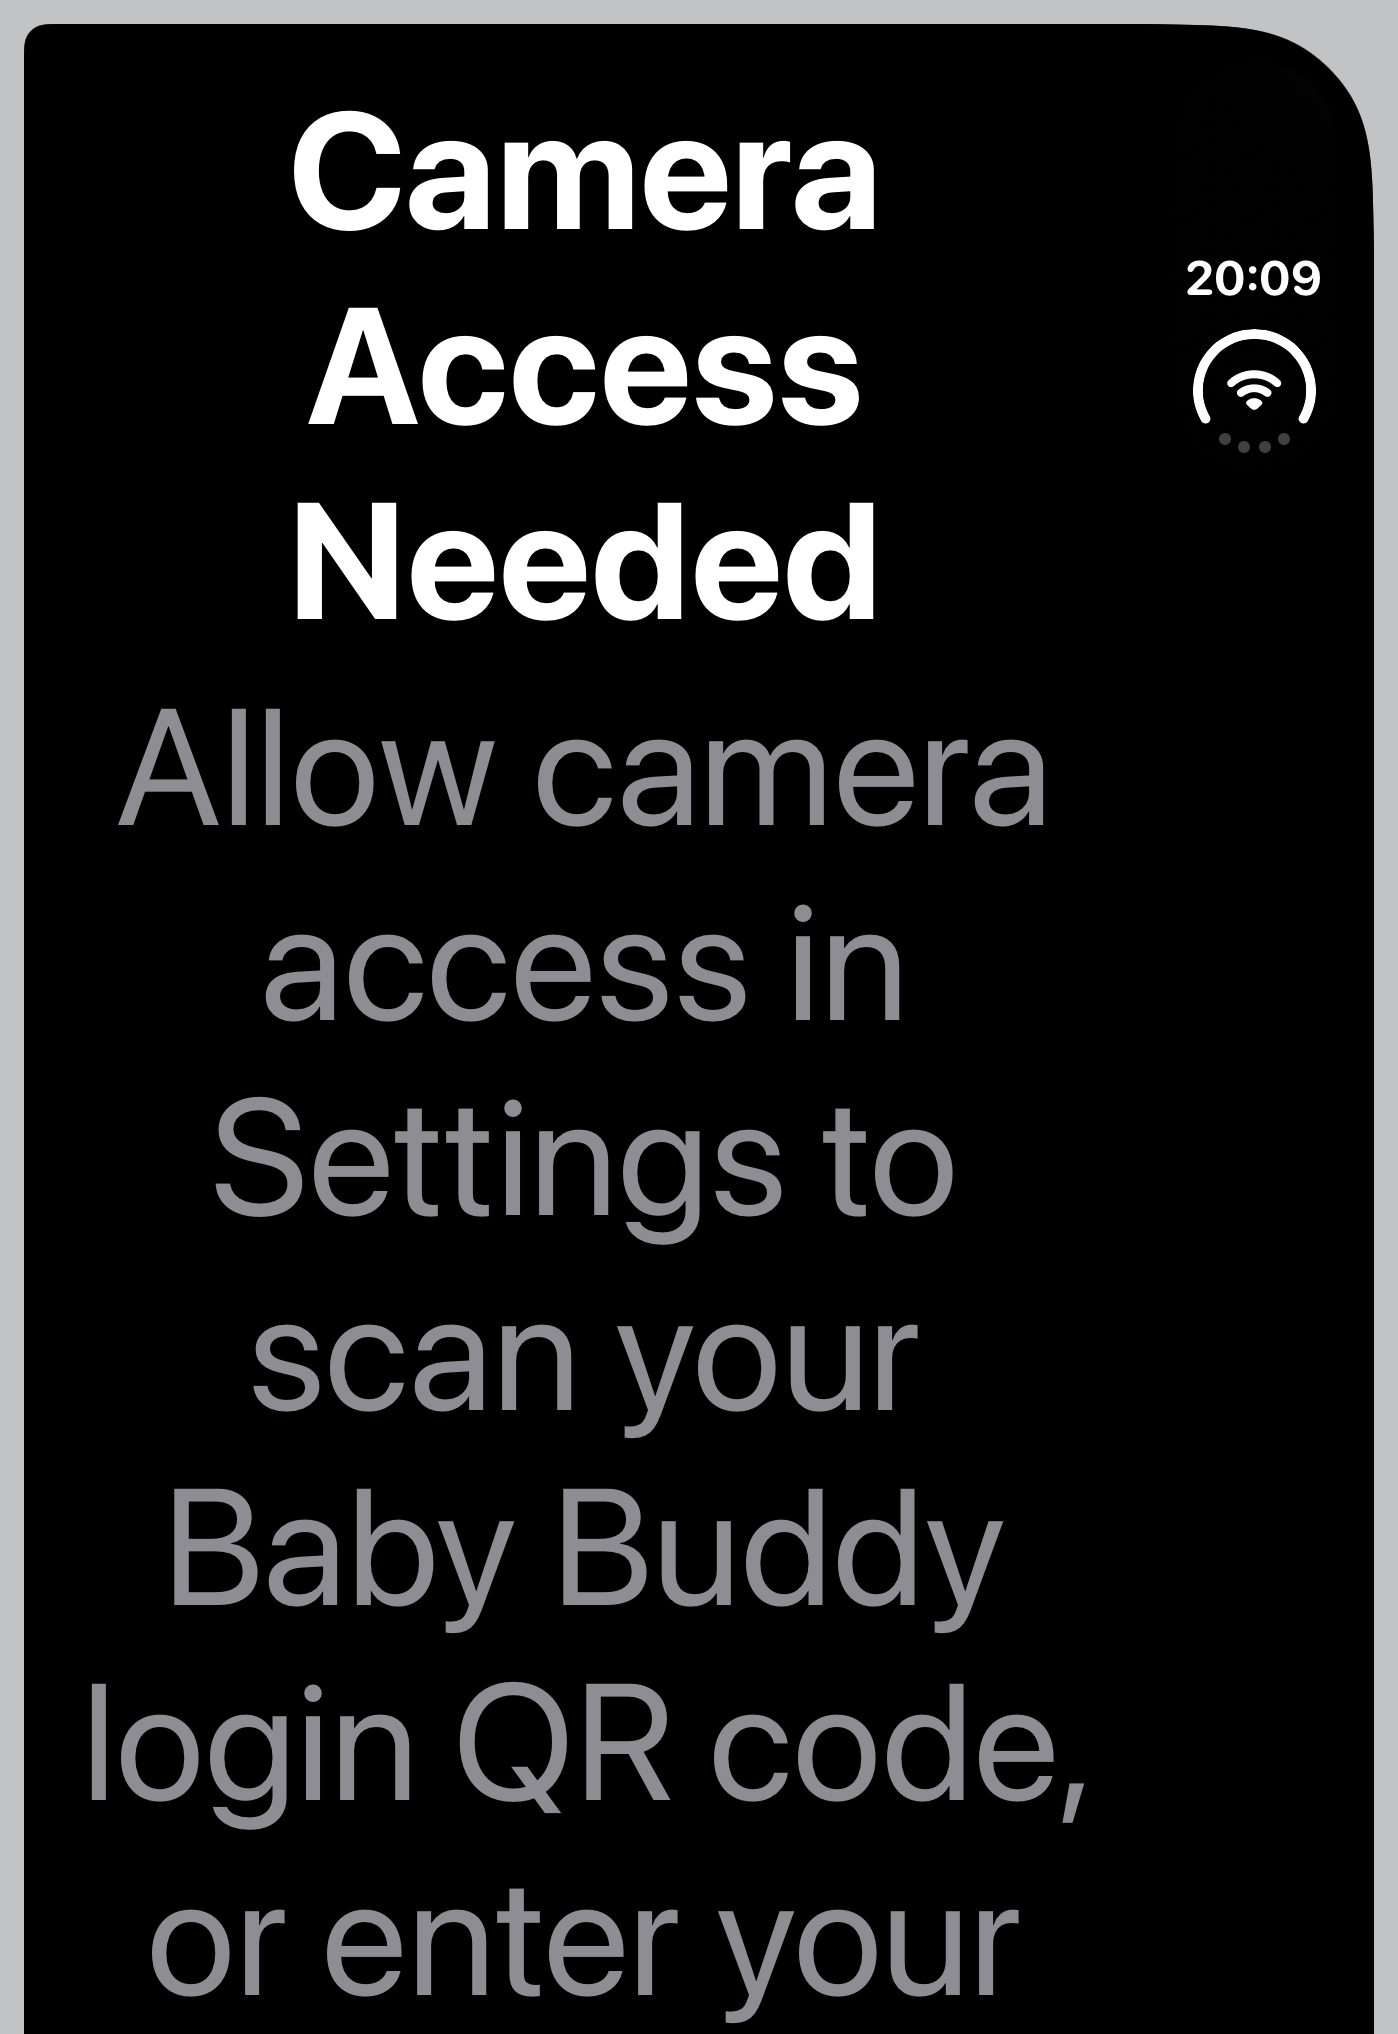 Camera
Access
Needed
20:09
Allow camera
access in
Settings to
scan your
Baby Buddy
login QR code,
or enter your